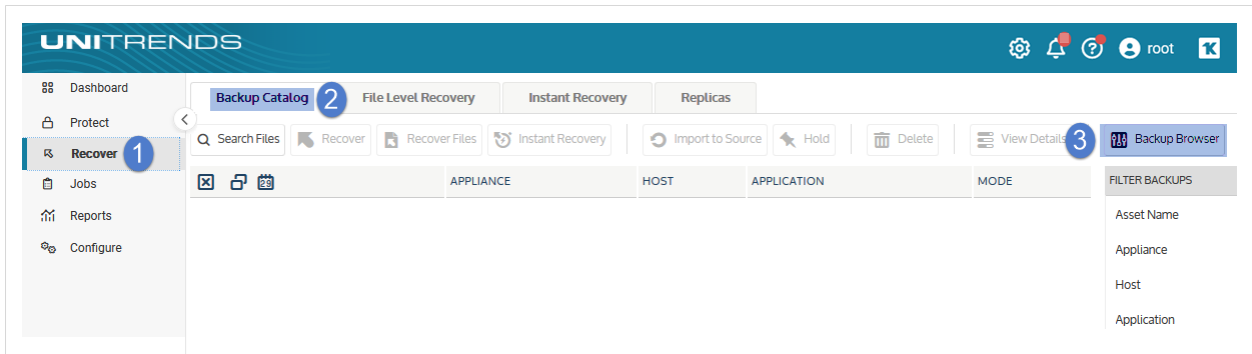 UNITRENDS
root
Dashboard
Protect
Recover 1
Jobs
Reports
Configure
Backup Catalog 2 File Level Recovery Instant Recovery Replicas
Search Files Recover Recover Files Instant Recovery Import to Source Hold Delete View Details 3 Backup Browser
29 APPLIANCE HOST APPLICATION MODE
FILTER BACKUPS
Asset Name
Appliance
Host
Application